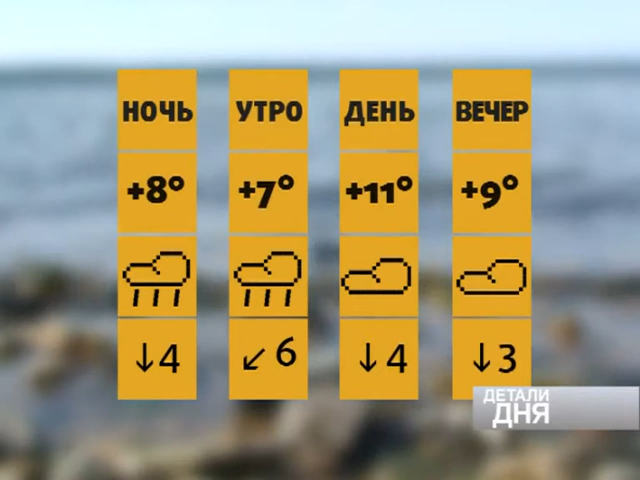 НОЧЬ УТРО ДЕНЬ ВЕЧЕР
+8° +7° +11° +9°
↓4 ↙6 ↓4 ↓3
ДЕТАЛИ
ДНЯ